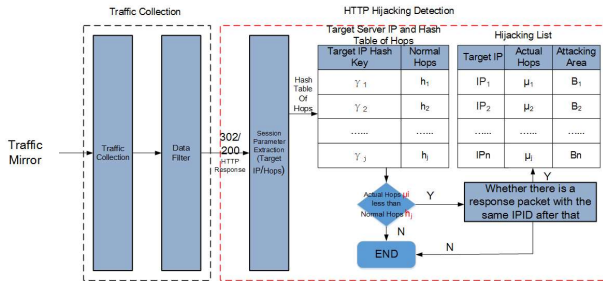 Traffic Collection
HTTP Hijacking Detection
Traffic
Mirror
Traffic
Collection
Data
Filter
302/
200
HTTP
Response
Session
Parameter
Extraction
(Target
IP/Hops)
Hash
Table
Of
Hops
Target Server IP and Hash
Table of Hops
Target IP Hash
Key
Normal
Hops
γ1
h1
γ2
h2
......
......
γJ
hj
Hijacking List
Target IP
Actual
Hops
Attacking
Area
IP1
μ1
B1
IP2
μ2
B2
......
......
......
IPn
μj
Bn
Actual Hops μi
less than
Normal Hops hj
Y
N
END
Y
Whether there is a
response packet with the
same IPID after that
N